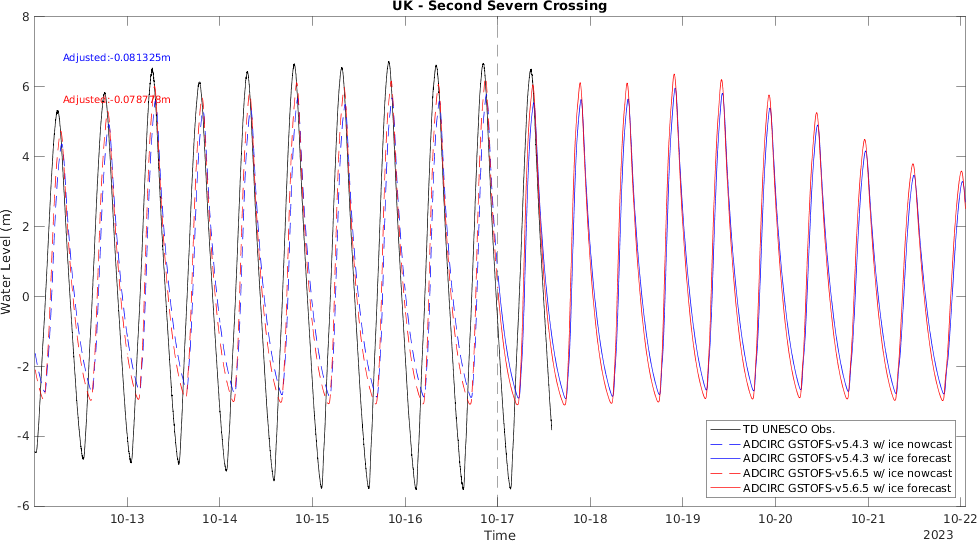 UK - Second Severn Crossing
8
6
4
2
0
-2
-4
-6
Water Level (m)
Adjusted:-0.081325m
Adjusted:-0.078778m
TD UNESCO Obs.
ADCIRC GSTOFS-v5.4.3 w/ ice nowcast
ADCIRC GSTOFS-v5.4.3 w/ ice forecast
ADCIRC GSTOFS-v5.6.5 w/ ice nowcast
ADCIRC GSTOFS-v5.6.5 w/ ice forecast
10-13 10-14 10-15 10-16 10-17 10-18 10-19 10-20 10-21 10-22
Time
2023